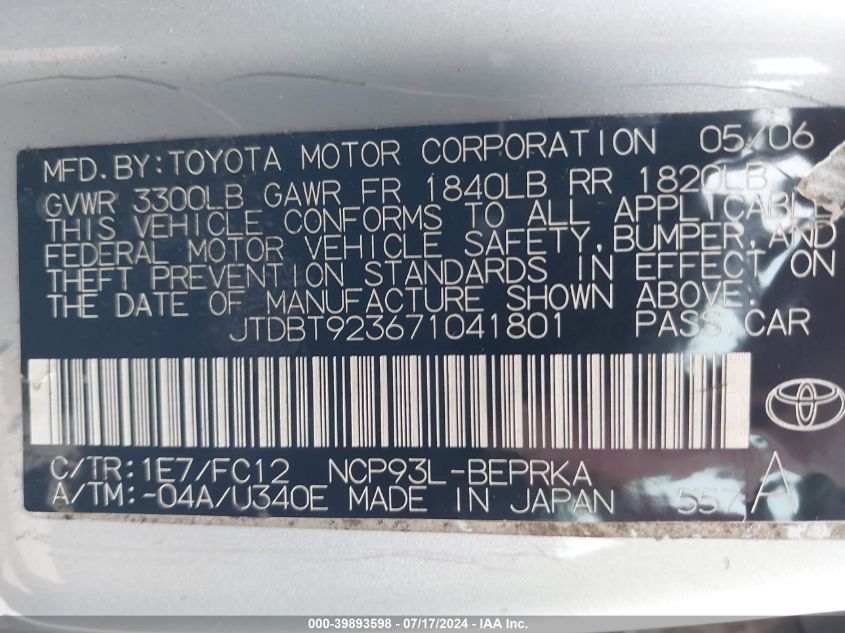 MFD. BY: TOYOTA MOTOR CORPORATION 05/06
GVWR 3300LB GAWR FR 1840LB RR 1820LB
THIS VEHICLE CONFORMS TO ALL APPLICABL
FEDERAL MOTOR VEHICLE SAFETY, BUMPER, AND
THEFT PREVENTION STANDARDS IN EFFECT ON
THE DATE OF MANUFACTURE SHOWN ABOVE.
JTDBT923671041801 PASS. CAR
C/TR: 1E7/FC12 NCP93L-BEPRKA
A/TM: -04A/U340E MADE IN JAPAN 557 A
000-39893598 - 07/17/2024 - IAAI Inc.